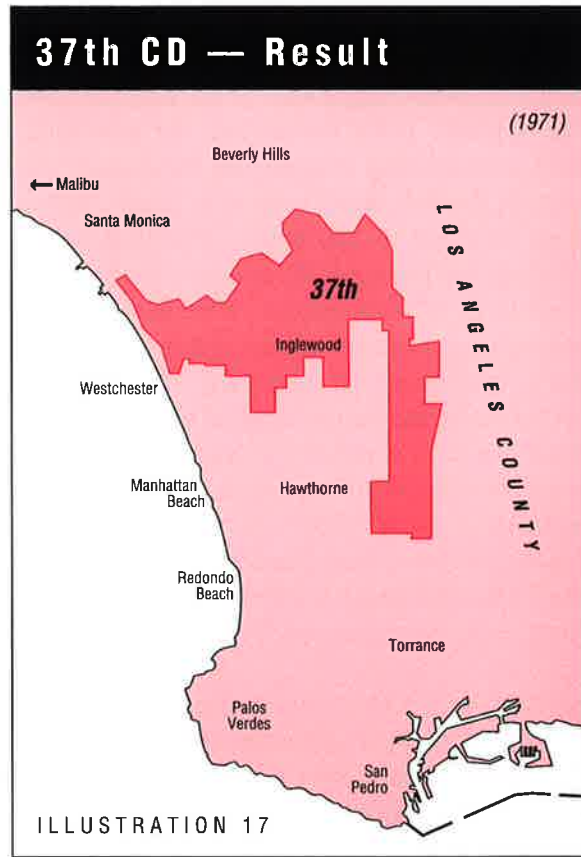 37th CD — Result
(1971)
Beverly Hills
← Malibu
Santa Monica
LOS ANGELES COUNTY
37th
Inglewood
Westchester
Hawthorne
Manhattan
Beach
Redondo
Beach
Torrance
Palos
Verdes
San
Pedro
ILLUSTRATION 17